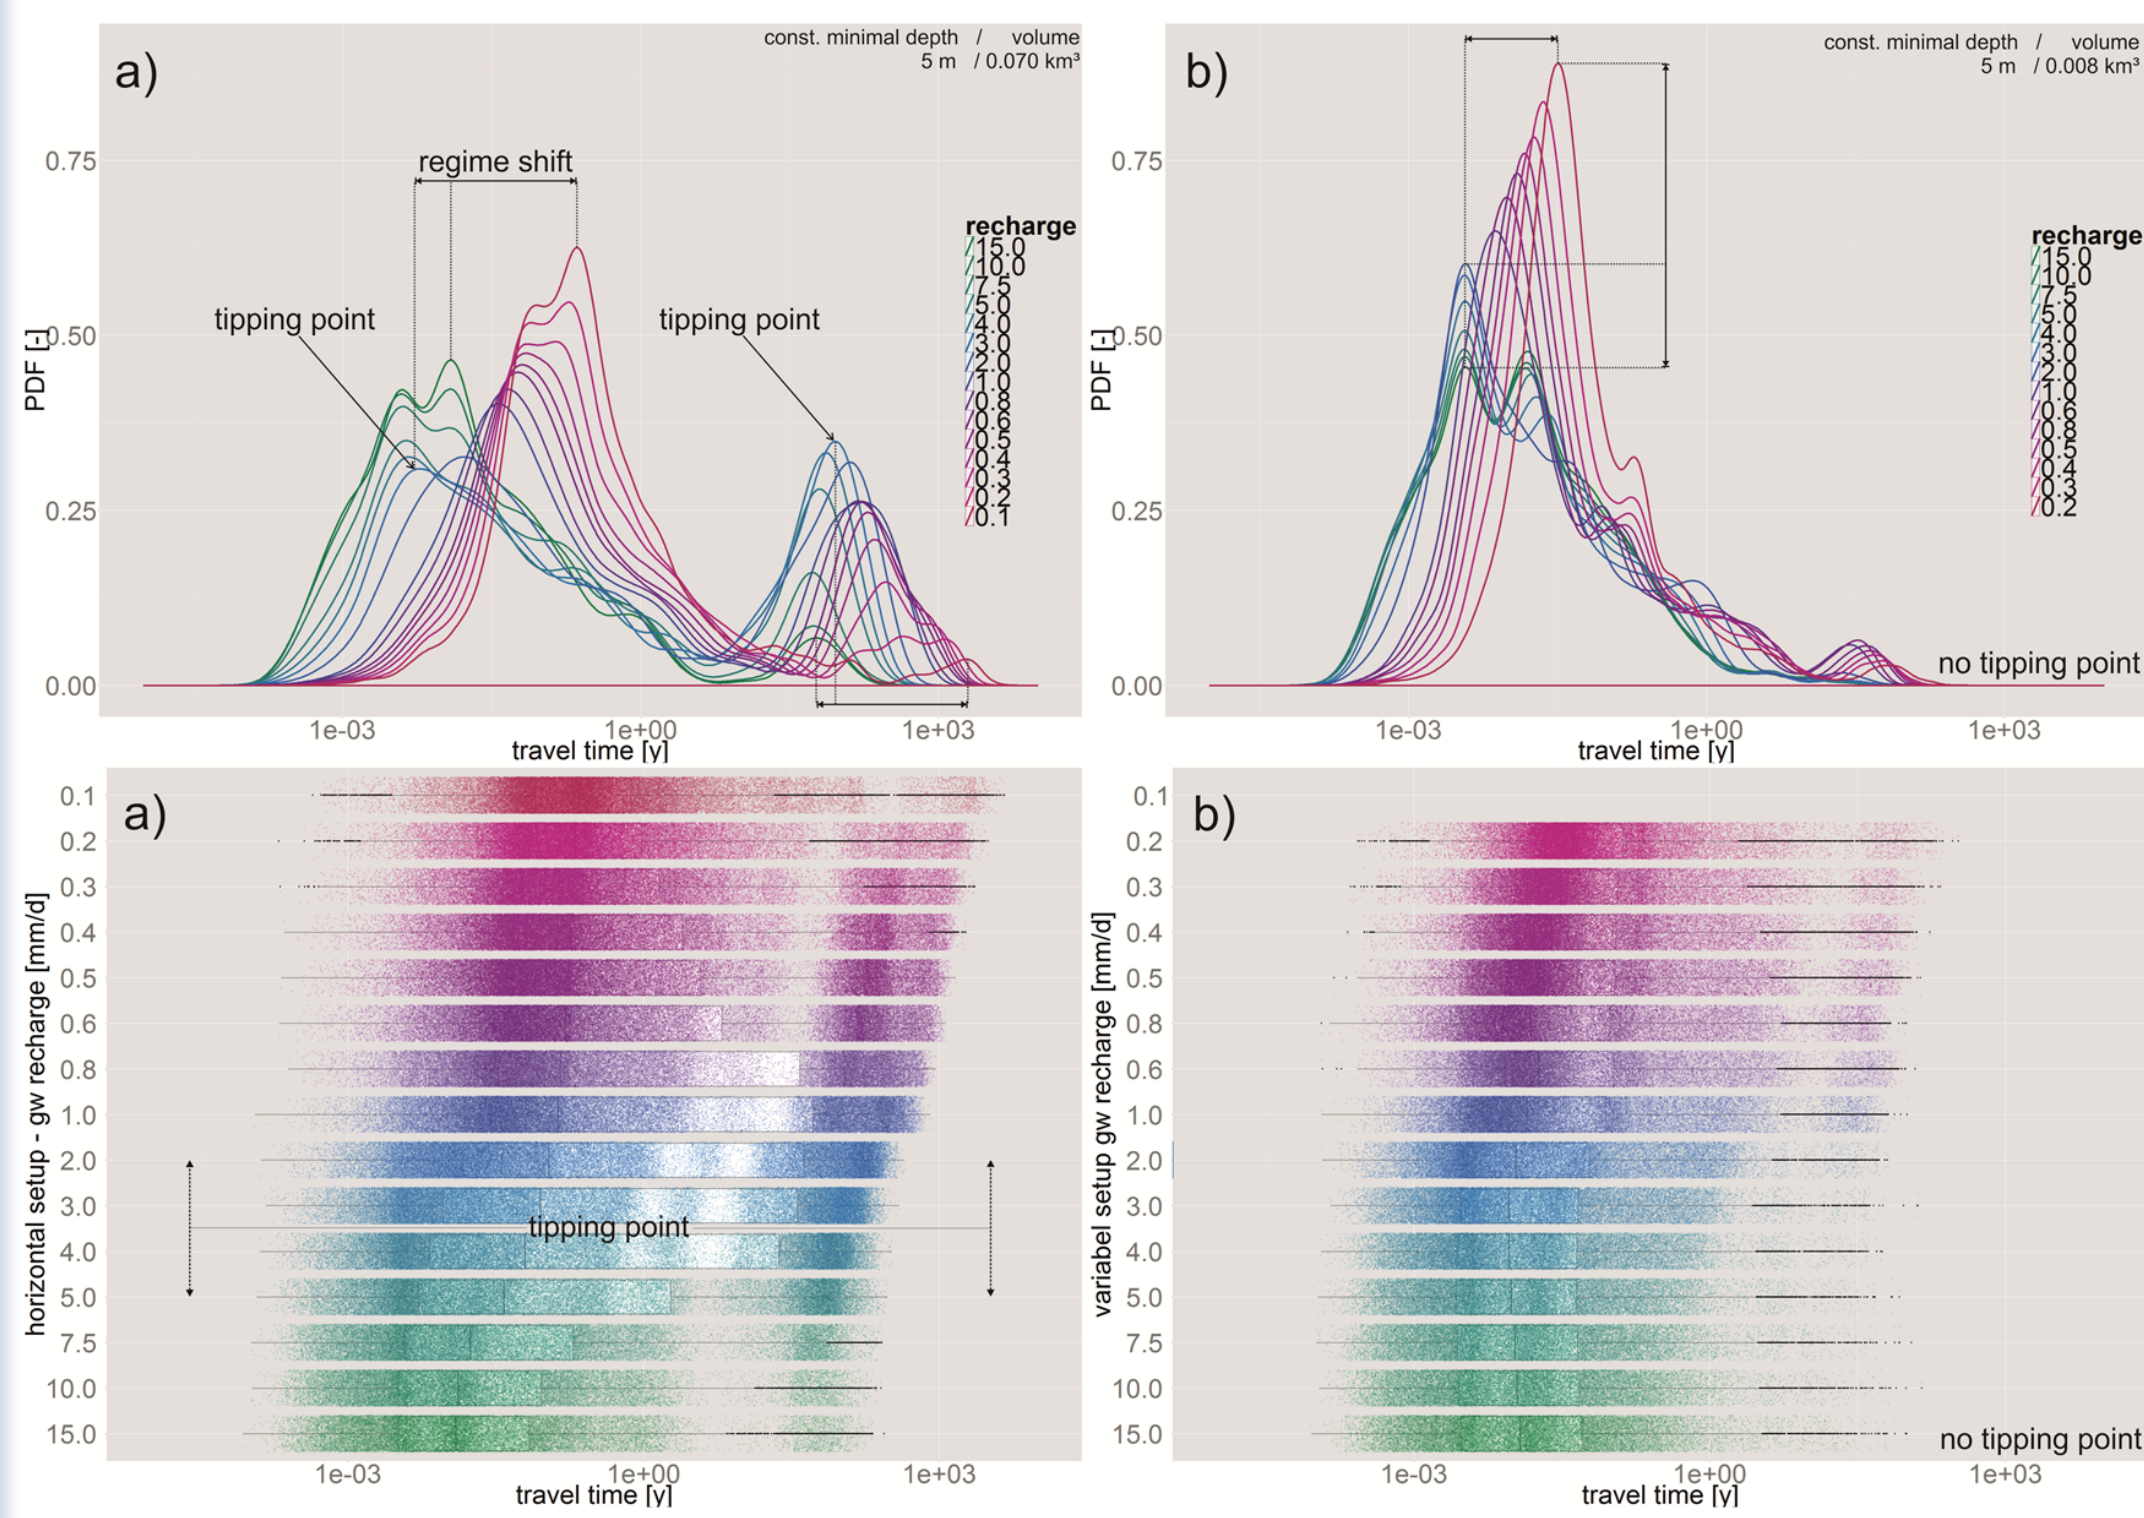 a)
const. minimal depth / volume
5 m / 0.070 km³
regime shift
tipping point
tipping point
recharge
15.0
10.0
7.5
5.0
4.0
3.0
2.0
1.0
0.8
0.6
0.5
0.4
0.3
0.2
0.1
PDF [-]
0.75
0.50
0.25
0.00
1e-03
1e+00
1e+03
travel time [y]
b)
const. minimal depth / volume
5 m / 0.008 km³
recharge
15.0
10.0
7.5
5.0
4.0
3.0
2.0
1.0
0.6
0.8
0.5
0.4
0.3
0.2
PDF [-]
0.75
0.50
0.25
0.00
no tipping point
1e-03
1e+00
1e+03
travel time [y]
a)
horizontal setup - gw recharge [mm/d]
0.1
0.2
0.3
0.4
0.5
0.6
0.8
1.0
2.0
3.0
tipping point
4.0
5.0
7.5
10.0
15.0
1e-03
1e+00
1e+03
travel time [y]
b)
variabel setup gw recharge [mm/d]
0.1
0.2
0.3
0.4
0.5
0.8
0.6
1.0
2.0
3.0
4.0
5.0
7.5
10.0
15.0
no tipping point
1e-03
1e+00
1e+03
travel time [y]